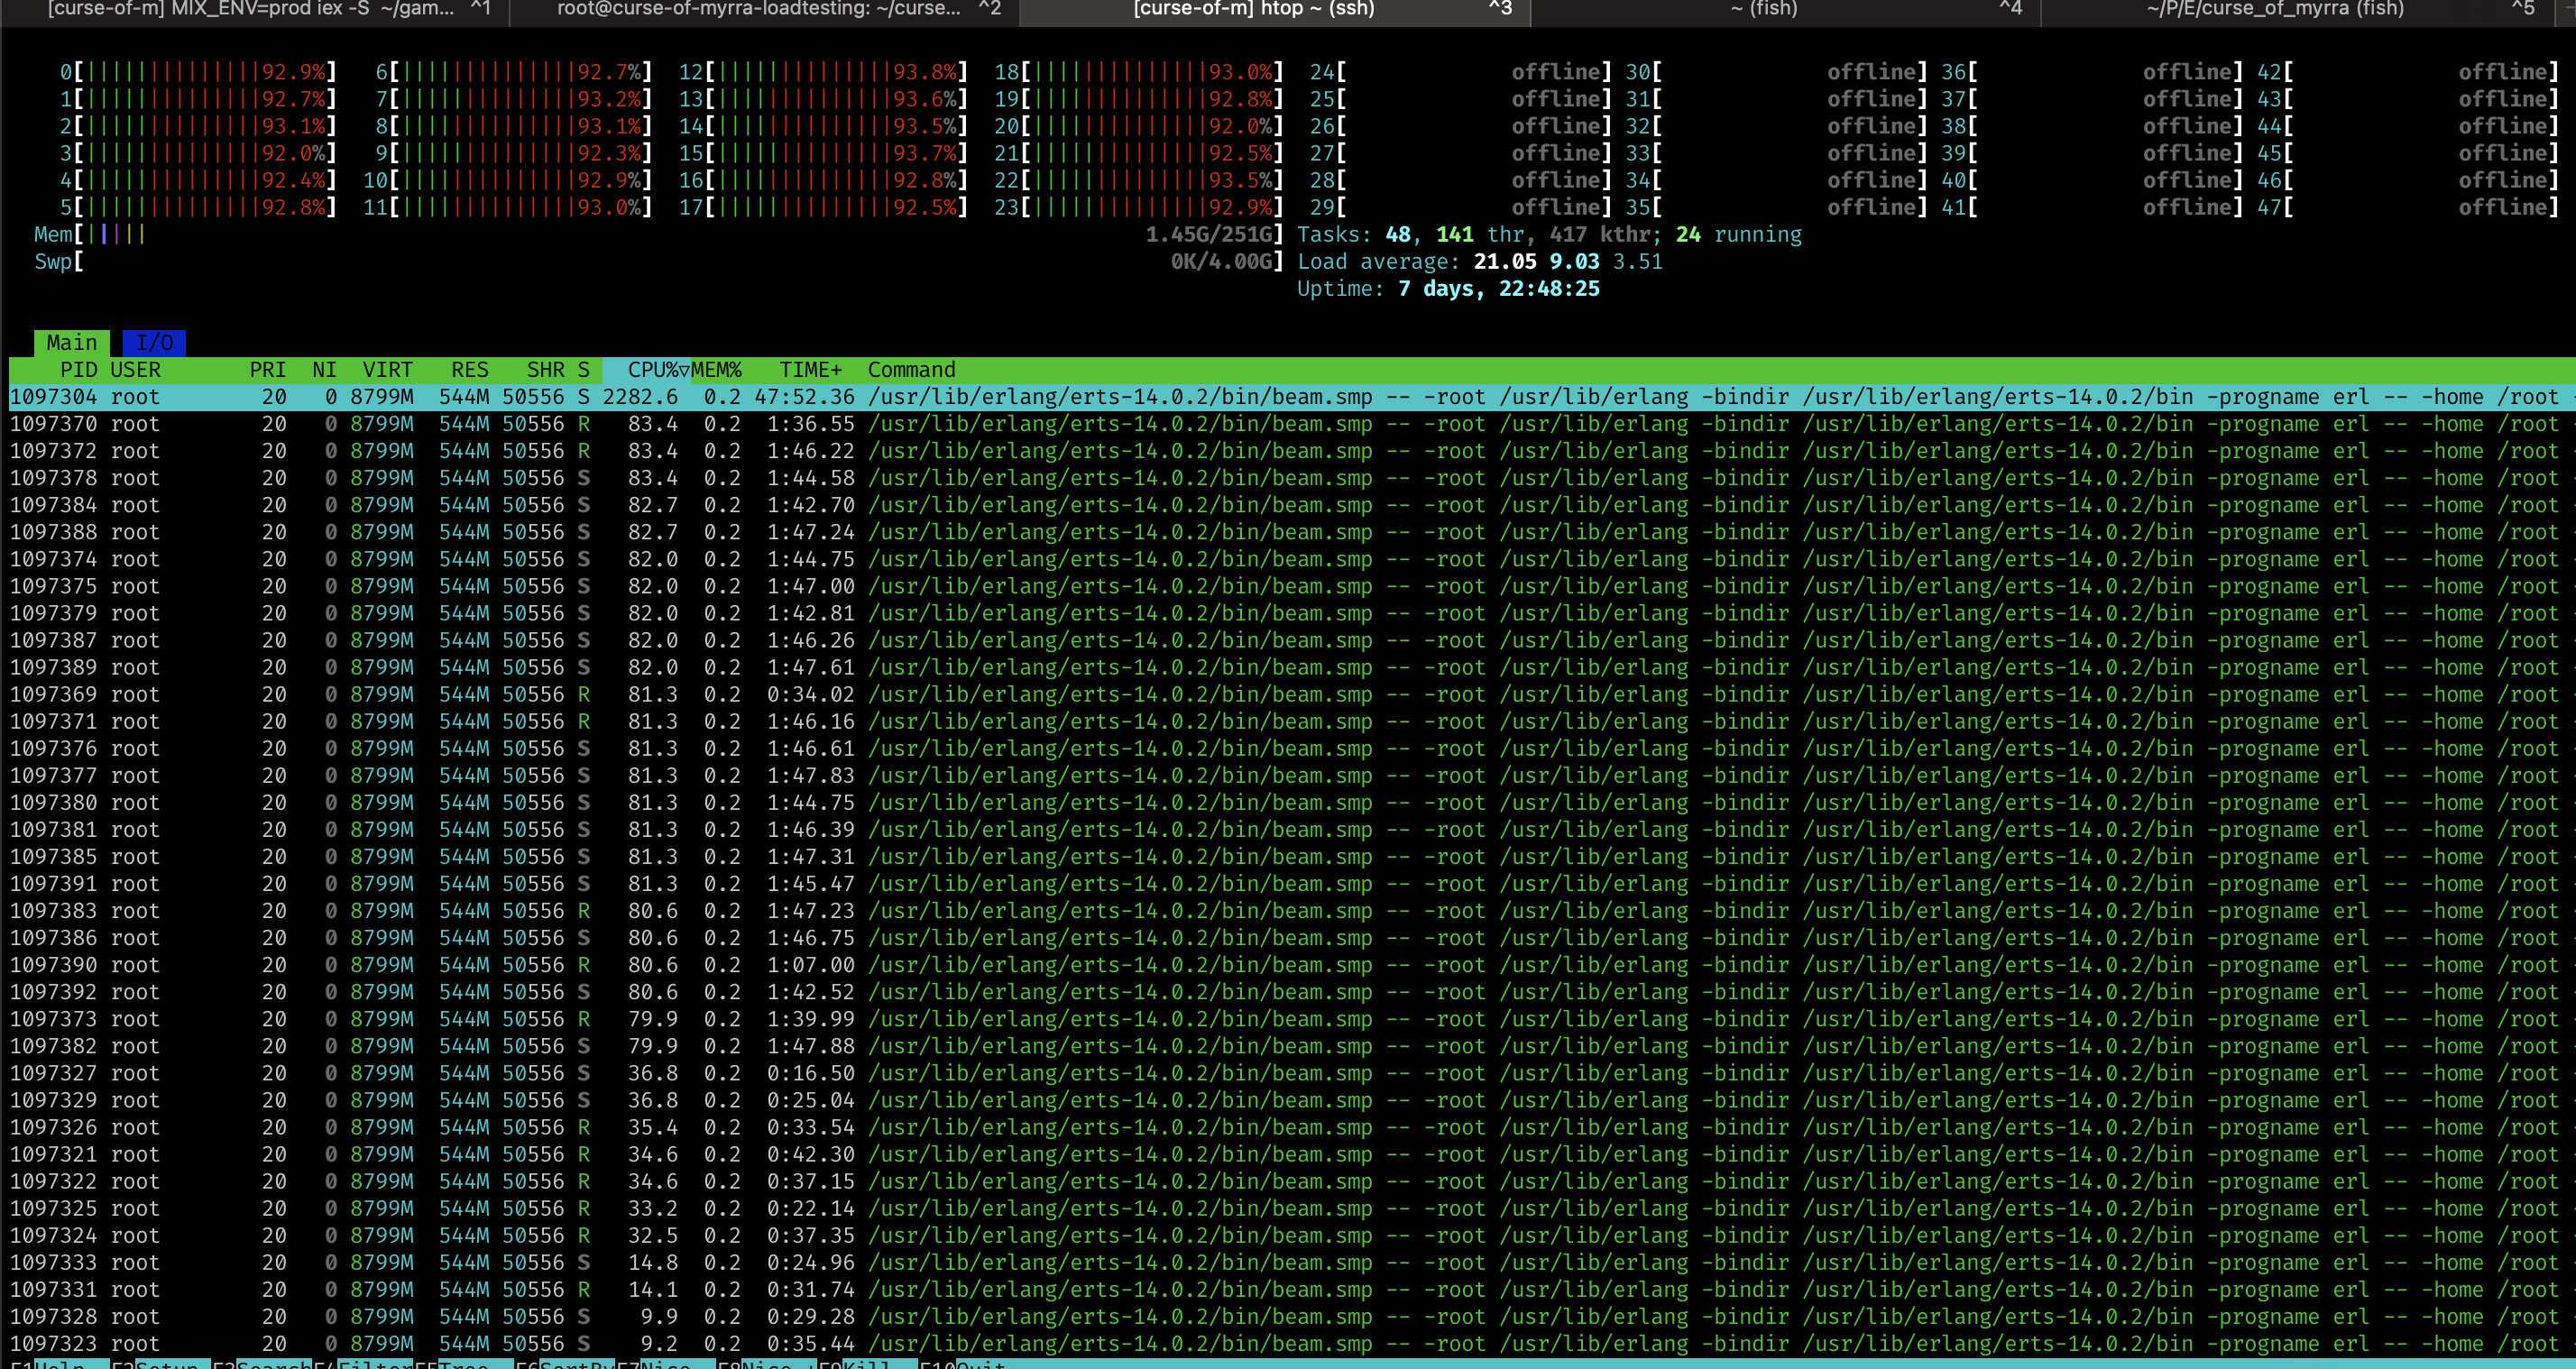 [curse-of-m] MIX_ENV=prod iex -S ~/gam... ^1 root@curse-of-myrra-loadtesting: ~/curse... ^2 [curse-of-m] htop ~ (ssh) ^3 ~ (fish) ^4 ~/P/E/curse_of_myrra (fish) ^5
0[||||||||||||||92.9%] 6[||||||||||||||92.7%] 12[||||||||||||||93.8%] 18[||||||||||||||93.0%] 24[ offline] 30[ offline] 36[ offline] 42[ offline]
1[||||||||||||||92.7%] 7[||||||||||||||93.2%] 13[||||||||||||||93.6%] 19[||||||||||||||92.8%] 25[ offline] 31[ offline] 37[ offline] 43[ offline]
2[||||||||||||||93.1%] 8[||||||||||||||93.1%] 14[||||||||||||||93.5%] 20[||||||||||||||92.0%] 26[ offline] 32[ offline] 38[ offline] 44[ offline]
3[||||||||||||||92.0%] 9[||||||||||||||92.3%] 15[||||||||||||||93.7%] 21[||||||||||||||92.5%] 27[ offline] 33[ offline] 39[ offline] 45[ offline]
4[||||||||||||||92.4%] 10[||||||||||||||92.9%] 16[||||||||||||||92.8%] 22[||||||||||||||93.5%] 28[ offline] 34[ offline] 40[ offline] 46[ offline]
5[||||||||||||||92.8%] 11[||||||||||||||93.0%] 17[||||||||||||||92.5%] 23[||||||||||||||92.9%] 29[ offline] 35[ offline] 41[ offline] 47[ offline]
Mem[||||| 1.45G/251G] Tasks: 48, 141 thr, 417 kthr; 24 running
Swp[ 0K/4.00G] Load average: 21.05 9.03 3.51
Uptime: 7 days, 22:48:25
Main I/O
PID USER PRI NI VIRT RES SHR S CPU%▽MEM% TIME+ Command
1097304 root 20 0 8799M 544M 50556 S 2282.6 0.2 47:52.36 /usr/lib/erlang/erts-14.0.2/bin/beam.smp -- -root /usr/lib/erlang -bindir /usr/lib/erlang/erts-14.0.2/bin -progname erl -- -home /root
1097370 root 20 0 8799M 544M 50556 R 83.4 0.2 1:36.55 /usr/lib/erlang/erts-14.0.2/bin/beam.smp -- -root /usr/lib/erlang -bindir /usr/lib/erlang/erts-14.0.2/bin -progname erl -- -home /root
1097372 root 20 0 8799M 544M 50556 R 83.4 0.2 1:46.22 /usr/lib/erlang/erts-14.0.2/bin/beam.smp -- -root /usr/lib/erlang -bindir /usr/lib/erlang/erts-14.0.2/bin -progname erl -- -home /root
1097378 root 20 0 8799M 544M 50556 S 83.4 0.2 1:44.58 /usr/lib/erlang/erts-14.0.2/bin/beam.smp -- -root /usr/lib/erlang -bindir /usr/lib/erlang/erts-14.0.2/bin -progname erl -- -home /root
1097384 root 20 0 8799M 544M 50556 S 82.7 0.2 1:42.70 /usr/lib/erlang/erts-14.0.2/bin/beam.smp -- -root /usr/lib/erlang -bindir /usr/lib/erlang/erts-14.0.2/bin -progname erl -- -home /root
1097388 root 20 0 8799M 544M 50556 S 82.7 0.2 1:47.24 /usr/lib/erlang/erts-14.0.2/bin/beam.smp -- -root /usr/lib/erlang -bindir /usr/lib/erlang/erts-14.0.2/bin -progname erl -- -home /root
1097374 root 20 0 8799M 544M 50556 S 82.0 0.2 1:44.75 /usr/lib/erlang/erts-14.0.2/bin/beam.smp -- -root /usr/lib/erlang -bindir /usr/lib/erlang/erts-14.0.2/bin -progname erl -- -home /root
1097375 root 20 0 8799M 544M 50556 S 82.0 0.2 1:47.00 /usr/lib/erlang/erts-14.0.2/bin/beam.smp -- -root /usr/lib/erlang -bindir /usr/lib/erlang/erts-14.0.2/bin -progname erl -- -home /root
1097379 root 20 0 8799M 544M 50556 S 82.0 0.2 1:42.81 /usr/lib/erlang/erts-14.0.2/bin/beam.smp -- -root /usr/lib/erlang -bindir /usr/lib/erlang/erts-14.0.2/bin -progname erl -- -home /root
1097387 root 20 0 8799M 544M 50556 S 82.0 0.2 1:46.26 /usr/lib/erlang/erts-14.0.2/bin/beam.smp -- -root /usr/lib/erlang -bindir /usr/lib/erlang/erts-14.0.2/bin -progname erl -- -home /root
1097389 root 20 0 8799M 544M 50556 S 82.0 0.2 1:47.61 /usr/lib/erlang/erts-14.0.2/bin/beam.smp -- -root /usr/lib/erlang -bindir /usr/lib/erlang/erts-14.0.2/bin -progname erl -- -home /root
1097369 root 20 0 8799M 544M 50556 R 81.3 0.2 0:34.02 /usr/lib/erlang/erts-14.0.2/bin/beam.smp -- -root /usr/lib/erlang -bindir /usr/lib/erlang/erts-14.0.2/bin -progname erl -- -home /root
1097371 root 20 0 8799M 544M 50556 R 81.3 0.2 1:46.16 /usr/lib/erlang/erts-14.0.2/bin/beam.smp -- -root /usr/lib/erlang -bindir /usr/lib/erlang/erts-14.0.2/bin -progname erl -- -home /root
1097376 root 20 0 8799M 544M 50556 S 81.3 0.2 1:46.61 /usr/lib/erlang/erts-14.0.2/bin/beam.smp -- -root /usr/lib/erlang -bindir /usr/lib/erlang/erts-14.0.2/bin -progname erl -- -home /root
1097377 root 20 0 8799M 544M 50556 S 81.3 0.2 1:47.83 /usr/lib/erlang/erts-14.0.2/bin/beam.smp -- -root /usr/lib/erlang -bindir /usr/lib/erlang/erts-14.0.2/bin -progname erl -- -home /root
1097380 root 20 0 8799M 544M 50556 S 81.3 0.2 1:44.75 /usr/lib/erlang/erts-14.0.2/bin/beam.smp -- -root /usr/lib/erlang -bindir /usr/lib/erlang/erts-14.0.2/bin -progname erl -- -home /root
1097381 root 20 0 8799M 544M 50556 S 81.3 0.2 1:46.39 /usr/lib/erlang/erts-14.0.2/bin/beam.smp -- -root /usr/lib/erlang -bindir /usr/lib/erlang/erts-14.0.2/bin -progname erl -- -home /root
1097385 root 20 0 8799M 544M 50556 S 81.3 0.2 1:47.31 /usr/lib/erlang/erts-14.0.2/bin/beam.smp -- -root /usr/lib/erlang -bindir /usr/lib/erlang/erts-14.0.2/bin -progname erl -- -home /root
1097391 root 20 0 8799M 544M 50556 S 81.3 0.2 1:45.47 /usr/lib/erlang/erts-14.0.2/bin/beam.smp -- -root /usr/lib/erlang -bindir /usr/lib/erlang/erts-14.0.2/bin -progname erl -- -home /root
1097383 root 20 0 8799M 544M 50556 R 80.6 0.2 1:47.23 /usr/lib/erlang/erts-14.0.2/bin/beam.smp -- -root /usr/lib/erlang -bindir /usr/lib/erlang/erts-14.0.2/bin -progname erl -- -home /root
1097386 root 20 0 8799M 544M 50556 S 80.6 0.2 1:46.75 /usr/lib/erlang/erts-14.0.2/bin/beam.smp -- -root /usr/lib/erlang -bindir /usr/lib/erlang/erts-14.0.2/bin -progname erl -- -home /root
1097390 root 20 0 8799M 544M 50556 R 80.6 0.2 1:07.00 /usr/lib/erlang/erts-14.0.2/bin/beam.smp -- -root /usr/lib/erlang -bindir /usr/lib/erlang/erts-14.0.2/bin -progname erl -- -home /root
1097392 root 20 0 8799M 544M 50556 S 80.6 0.2 1:42.52 /usr/lib/erlang/erts-14.0.2/bin/beam.smp -- -root /usr/lib/erlang -bindir /usr/lib/erlang/erts-14.0.2/bin -progname erl -- -home /root
1097373 root 20 0 8799M 544M 50556 R 79.9 0.2 1:39.99 /usr/lib/erlang/erts-14.0.2/bin/beam.smp -- -root /usr/lib/erlang -bindir /usr/lib/erlang/erts-14.0.2/bin -progname erl -- -home /root
1097382 root 20 0 8799M 544M 50556 S 79.9 0.2 1:47.88 /usr/lib/erlang/erts-14.0.2/bin/beam.smp -- -root /usr/lib/erlang -bindir /usr/lib/erlang/erts-14.0.2/bin -progname erl -- -home /root
1097327 root 20 0 8799M 544M 50556 S 36.8 0.2 0:16.50 /usr/lib/erlang/erts-14.0.2/bin/beam.smp -- -root /usr/lib/erlang -bindir /usr/lib/erlang/erts-14.0.2/bin -progname erl -- -home /root
1097329 root 20 0 8799M 544M 50556 S 36.8 0.2 0:25.04 /usr/lib/erlang/erts-14.0.2/bin/beam.smp -- -root /usr/lib/erlang -bindir /usr/lib/erlang/erts-14.0.2/bin -progname erl -- -home /root
1097326 root 20 0 8799M 544M 50556 R 35.4 0.2 0:33.54 /usr/lib/erlang/erts-14.0.2/bin/beam.smp -- -root /usr/lib/erlang -bindir /usr/lib/erlang/erts-14.0.2/bin -progname erl -- -home /root
1097321 root 20 0 8799M 544M 50556 R 34.6 0.2 0:42.30 /usr/lib/erlang/erts-14.0.2/bin/beam.smp -- -root /usr/lib/erlang -bindir /usr/lib/erlang/erts-14.0.2/bin -progname erl -- -home /root
1097322 root 20 0 8799M 544M 50556 R 34.6 0.2 0:37.15 /usr/lib/erlang/erts-14.0.2/bin/beam.smp -- -root /usr/lib/erlang -bindir /usr/lib/erlang/erts-14.0.2/bin -progname erl -- -home /root
1097325 root 20 0 8799M 544M 50556 R 33.2 0.2 0:22.14 /usr/lib/erlang/erts-14.0.2/bin/beam.smp -- -root /usr/lib/erlang -bindir /usr/lib/erlang/erts-14.0.2/bin -progname erl -- -home /root
1097324 root 20 0 8799M 544M 50556 R 32.5 0.2 0:37.35 /usr/lib/erlang/erts-14.0.2/bin/beam.smp -- -root /usr/lib/erlang -bindir /usr/lib/erlang/erts-14.0.2/bin -progname erl -- -home /root
1097333 root 20 0 8799M 544M 50556 S 14.8 0.2 0:24.96 /usr/lib/erlang/erts-14.0.2/bin/beam.smp -- -root /usr/lib/erlang -bindir /usr/lib/erlang/erts-14.0.2/bin -progname erl -- -home /root
1097331 root 20 0 8799M 544M 50556 R 14.1 0.2 0:31.74 /usr/lib/erlang/erts-14.0.2/bin/beam.smp -- -root /usr/lib/erlang -bindir /usr/lib/erlang/erts-14.0.2/bin -progname erl -- -home /root
1097328 root 20 0 8799M 544M 50556 S 9.9 0.2 0:29.28 /usr/lib/erlang/erts-14.0.2/bin/beam.smp -- -root /usr/lib/erlang -bindir /usr/lib/erlang/erts-14.0.2/bin -progname erl -- -home /root
1097323 root 20 0 8799M 544M 50556 S 9.2 0.2 0:35.44 /usr/lib/erlang/erts-14.0.2/bin/beam.smp -- -root /usr/lib/erlang -bindir /usr/lib/erlang/erts-14.0.2/bin -progname erl -- -home /root
F1Help F2Setup F3SearchF4FilterF5Tree F6SortByF7Nice -F8Nice +F9Kill F10Quit